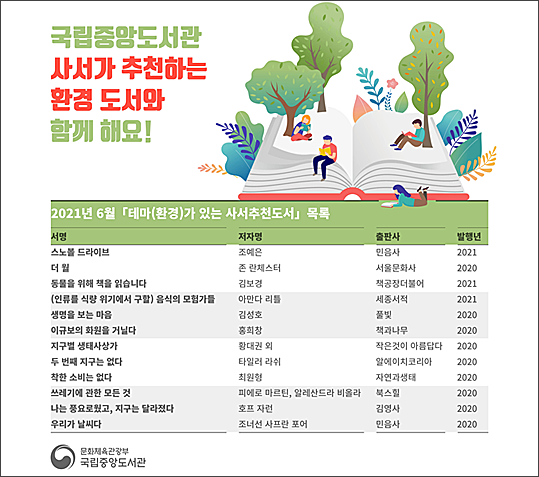 국립중앙도서관
사서가 추천하는
환경 도서와
함께 해요!
2021년 6월 「테마(환경)가 있는 사서추천도서」 목록
서명 저자명 출판사 발행년
스노볼 드라이브 조예은 민음사 2021
더 월 존 란체스터 서울문화사 2020
동물을 위해 책을 읽습니다 김보경 책공장더불어 2021
(인류를 식량 위기에서 구할) 음식의 모험가들 아만다 리틀 세종서적 2021
생명을 보는 마음 김성호 풀빛 2020
이규보의 화원을 거닐다 홍희창 책과나무 2020
지구별 생태사상가 황대권 외 작은것이 아름답다 2020
두 번째 지구는 없다 타일러 라쉬 알에이치코리아 2020
착한 소비는 없다 최원형 자연과생태 2020
쓰레기에 관한 모든 것 피에로 마르틴, 알레산드라 비올라 북스힐 2020
나는 풍요로웠고, 지구는 달라졌다 호프 자런 김영사 2020
우리가 날씨다 조너선 사프란 포어 민음사 2020
문화체육관광부
국립중앙도서관